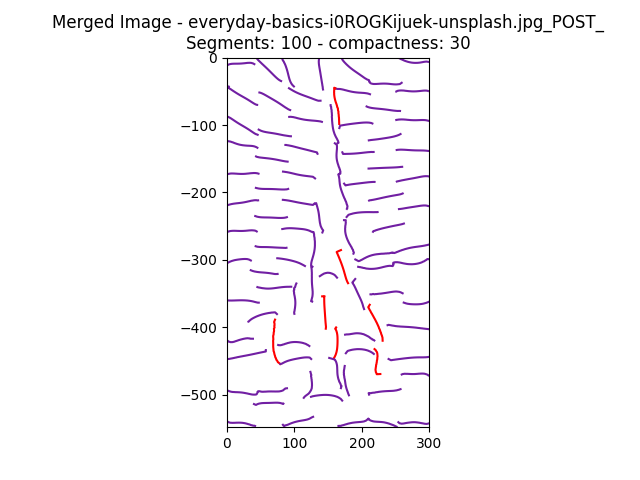 Merged Image - everyday-basics-i0ROGKijuek-unsplash.jpg_POST_
Segments: 100 - compactness: 30
0
−100
−200
−300
−400
−500
0 100 200 300